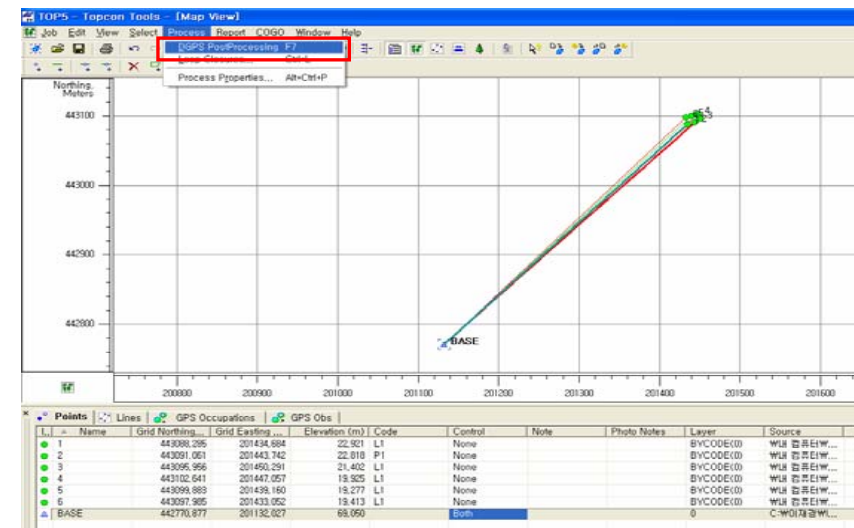 TOP5 - Topcon Tools - [Map View]
Job Edit View Select Process Report COGO Window Help
DGPS PostProcessing F7
Loop Closures... Ctrl+L
Process Properties... Alt+Ctrl+P
Northing, Meters
443100
443000
442900
442800
BASE
200800 200900 201000 201100 201200 201300 201400 201500 201600
Points Lines GPS Occupations GPS Obs
I... Name Grid Northing... Grid Easting ... Elevation (m) Code Control Note Photo Notes Layer Source
1 443088,285 201434,684 22,921 L1 None BYCODE(0)
2 443091,061 201443,742 22,818 P1 None BYCODE(0)
3 443095,956 201450,291 21,402 L1 None BYCODE(0)
4 443102,641 201447,057 19,925 L1 None BYCODE(0)
5 443099,883 201439,160 19,277 L1 None BYCODE(0)
6 443097,985 201433,052 19,413 L1 None BYCODE(0)
BASE 442770,877 201132,027 69,050 Both 0